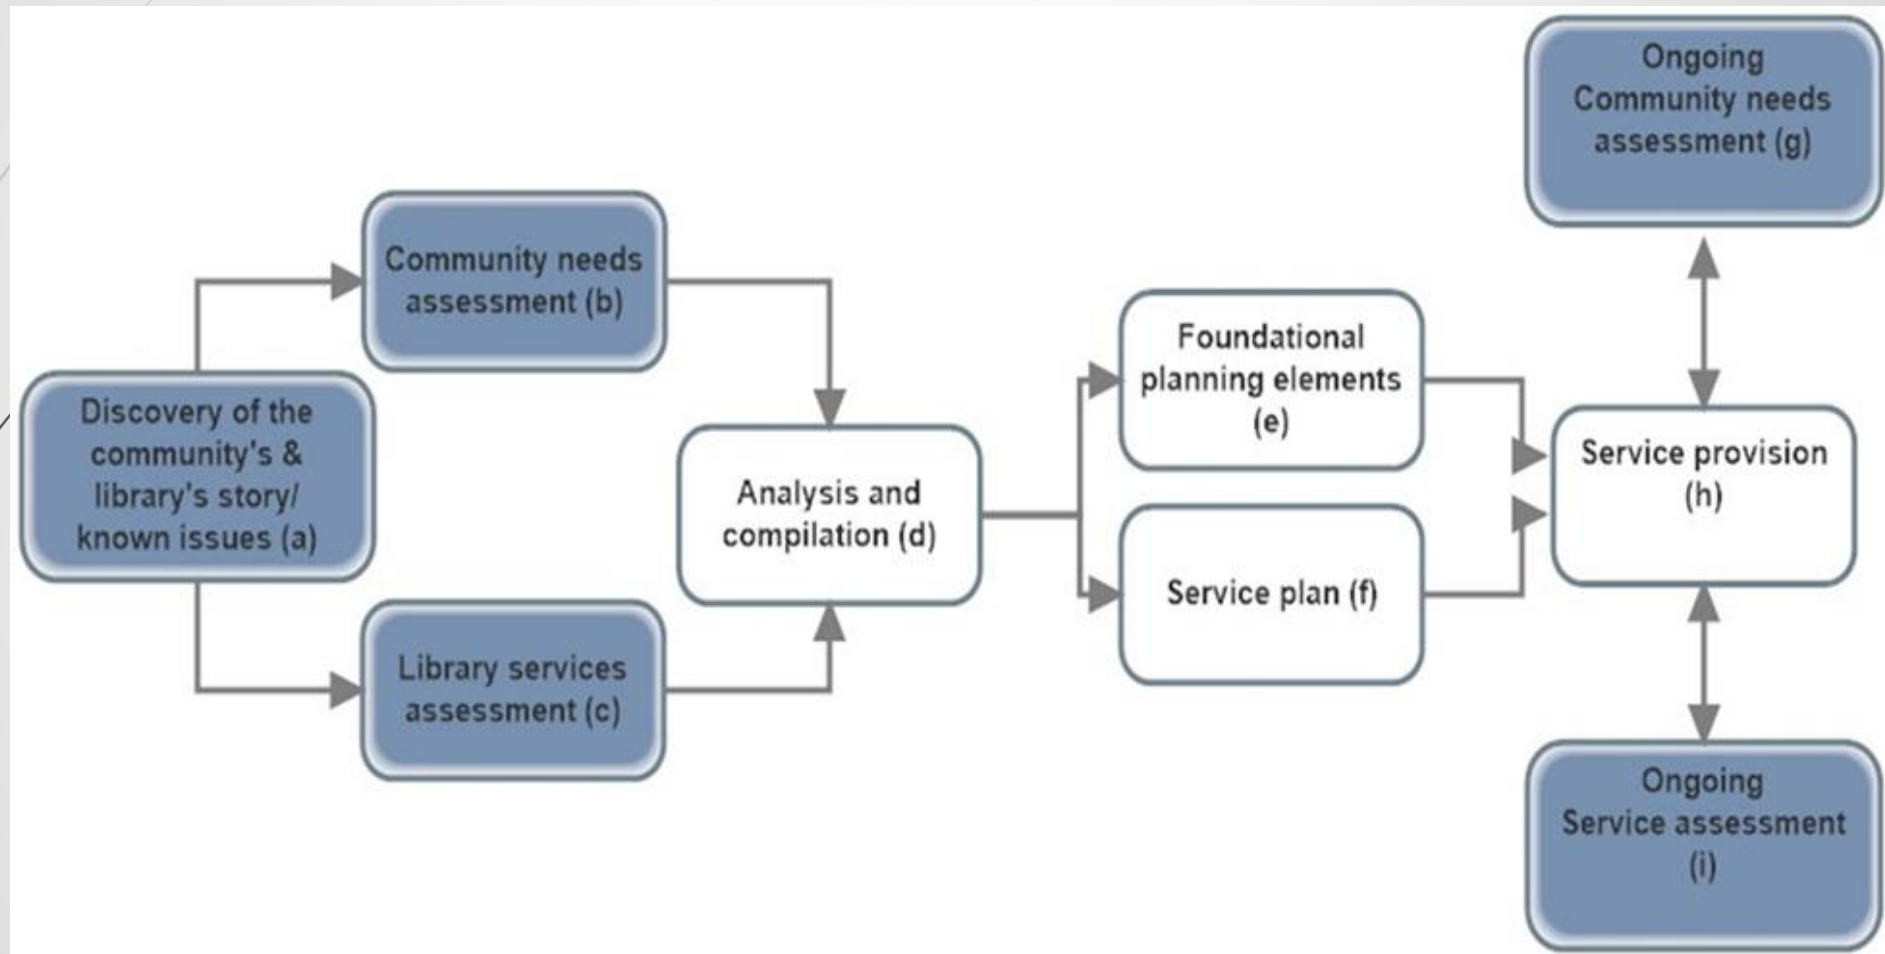 Discovery of the
community's &
library's story/
known issues (a)
Community needs
assessment (b)
Library services
assessment (c)
Analysis and
compilation (d)
Foundational
planning elements
(e)
Service plan (f)
Ongoing
Community needs
assessment (g)
Service provision
(h)
Ongoing
Service assessment
(i)